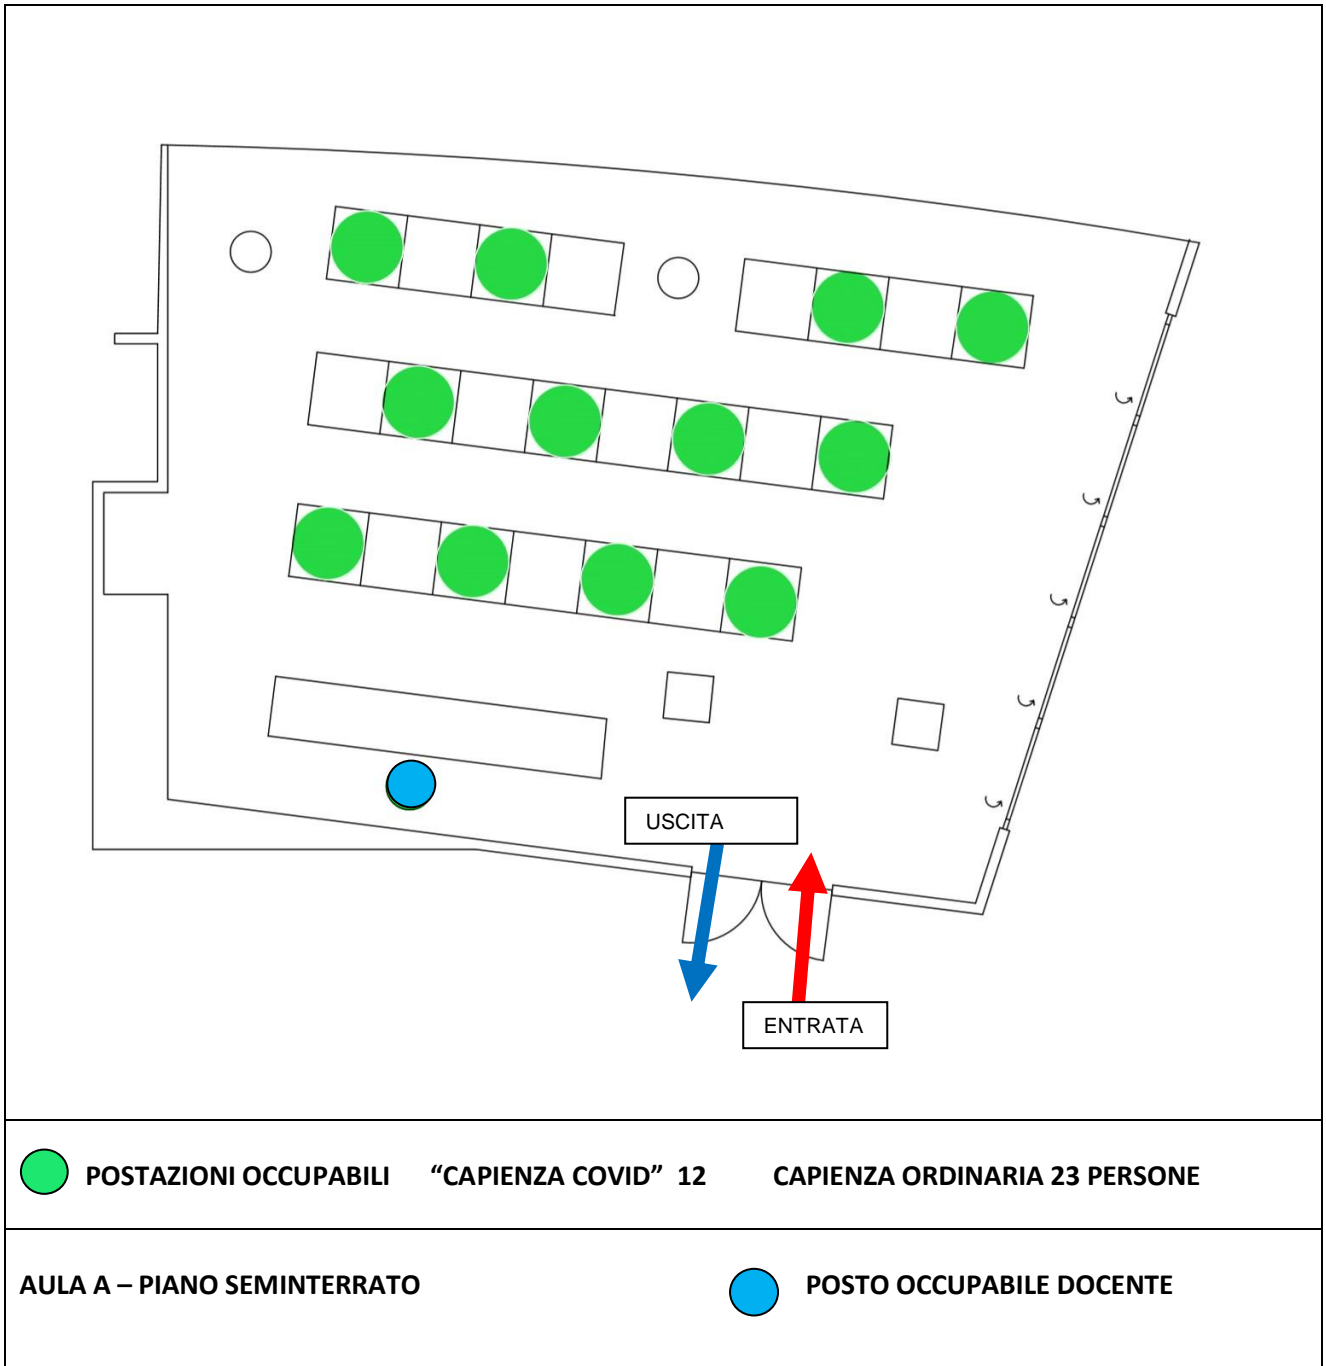 USCITA
ENTRATA
POSTAZIONI OCCUPABILI “CAPIENZA COVID” 12 CAPIENZA ORDINARIA 23 PERSONE
AULA A – PIANO SEMINTERRATO POSTO OCCUPABILE DOCENTE